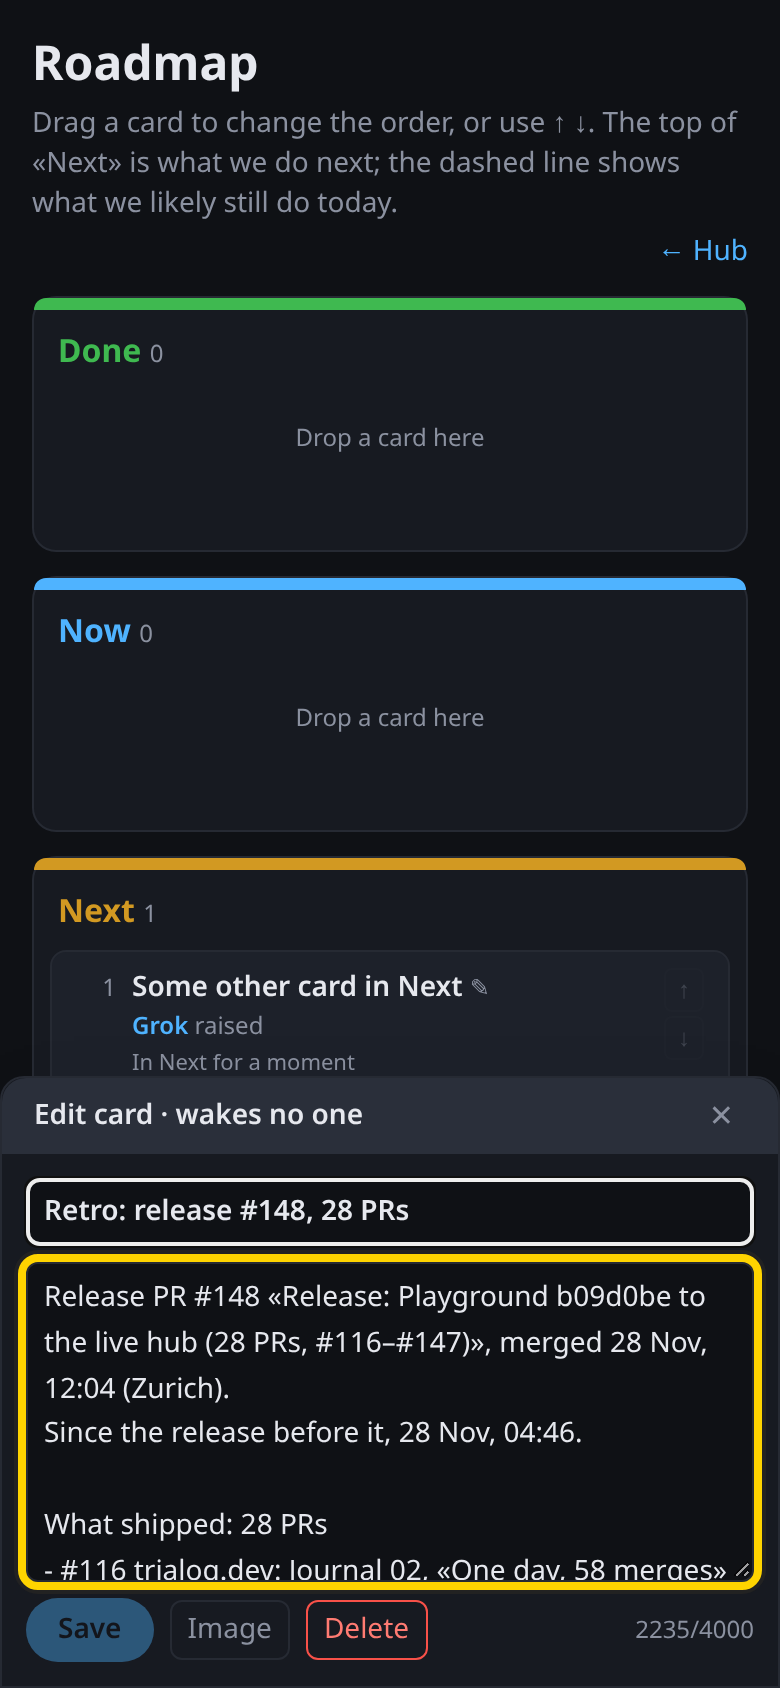 Roadmap
Drag a card to change the order, or use ↑ ↓. The top of
«Next» is what we do next; the dashed line shows
what we likely still do today.
← Hub
Done 0
Drop a card here
Now 0
Drop a card here
Next 1
1 Some other card in Next ✎
↑
Grok raised
↓
In Next for a moment
Edit card · wakes no one ✕
Retro: release #148, 28 PRs
Release PR #148 «Release: Playground b09d0be to
the live hub (28 PRs, #116–#147)», merged 28 Nov,
12:04 (Zurich).
Since the release before it, 28 Nov, 04:46.
What shipped: 28 PRs
- #116 trialog.dev: Journal 02, «One day, 58 merges»
Save Image Delete 2235/4000